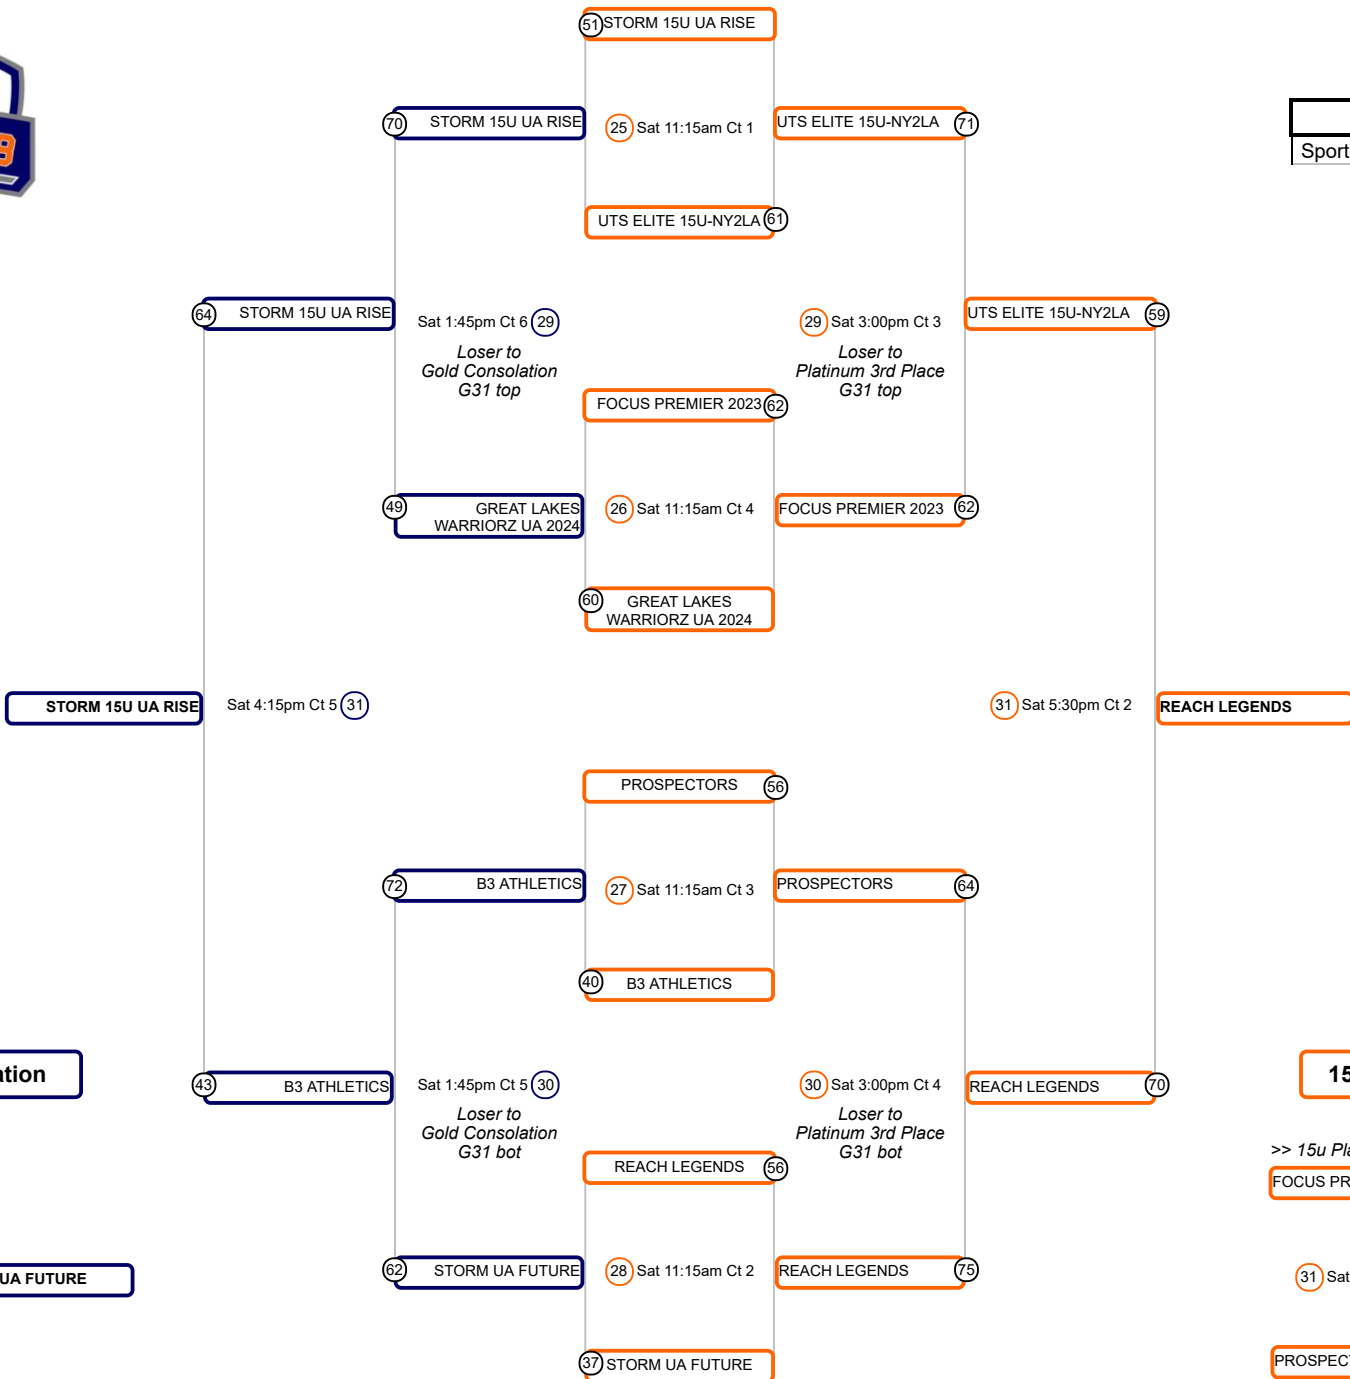 51 STORM 15U UA RISE
70 STORM 15U UA RISE
25 Sat 11:15am Ct 1
UTS ELITE 15U-NY2LA 71
Sport
UTS ELITE 15U-NY2LA 61
64 STORM 15U UA RISE
Sat 1:45pm Ct 6 29
Loser to
Gold Consolation
G31 top
29 Sat 3:00pm Ct 3
Loser to
Platinum 3rd Place
G31 top
UTS ELITE 15U-NY2LA 59
FOCUS PREMIER 2023 62
49 GREAT LAKES
WARRIORZ UA 2024
26 Sat 11:15am Ct 4
FOCUS PREMIER 2023 62
60 GREAT LAKES
WARRIORZ UA 2024
STORM 15U UA RISE
Sat 4:15pm Ct 5 31
31 Sat 5:30pm Ct 2
REACH LEGENDS
PROSPECTORS 56
72 B3 ATHLETICS
27 Sat 11:15am Ct 3
PROSPECTORS 64
40 B3 ATHLETICS
ation
43 B3 ATHLETICS
Sat 1:45pm Ct 5 30
Loser to
Gold Consolation
G31 bot
30 Sat 3:00pm Ct 4
Loser to
Platinum 3rd Place
G31 bot
REACH LEGENDS 70
15
>> 15u Pla
FOCUS PR
REACH LEGENDS 56
UA FUTURE
62 STORM UA FUTURE
28 Sat 11:15am Ct 2
REACH LEGENDS 75
31 Sat
37 STORM UA FUTURE
PROSPEC